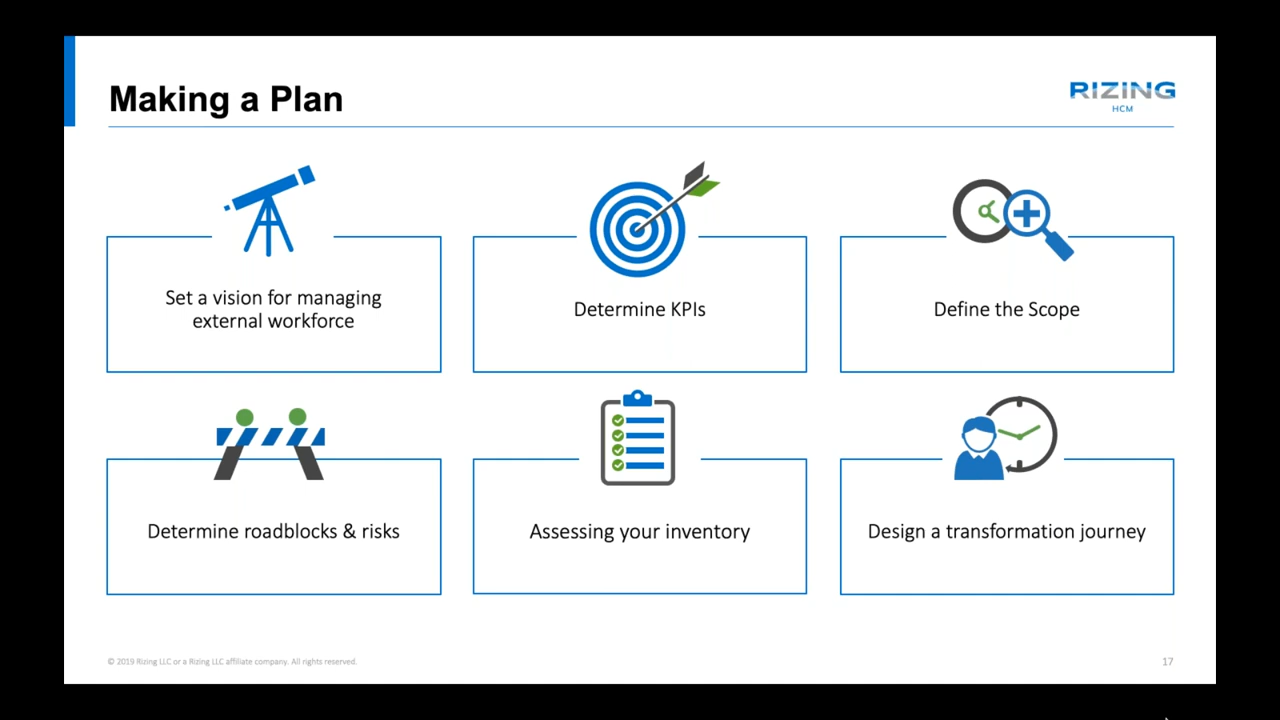 Making a Plan
RIZING
HCM
Set a vision for managing
external workforce
Determine KPIs
Define the Scope
Determine roadblocks & risks
Assessing your inventory
Design a transformation journey
© 2019 Rizing LLC or a Rizing LLC affiliate company. All rights reserved.
17